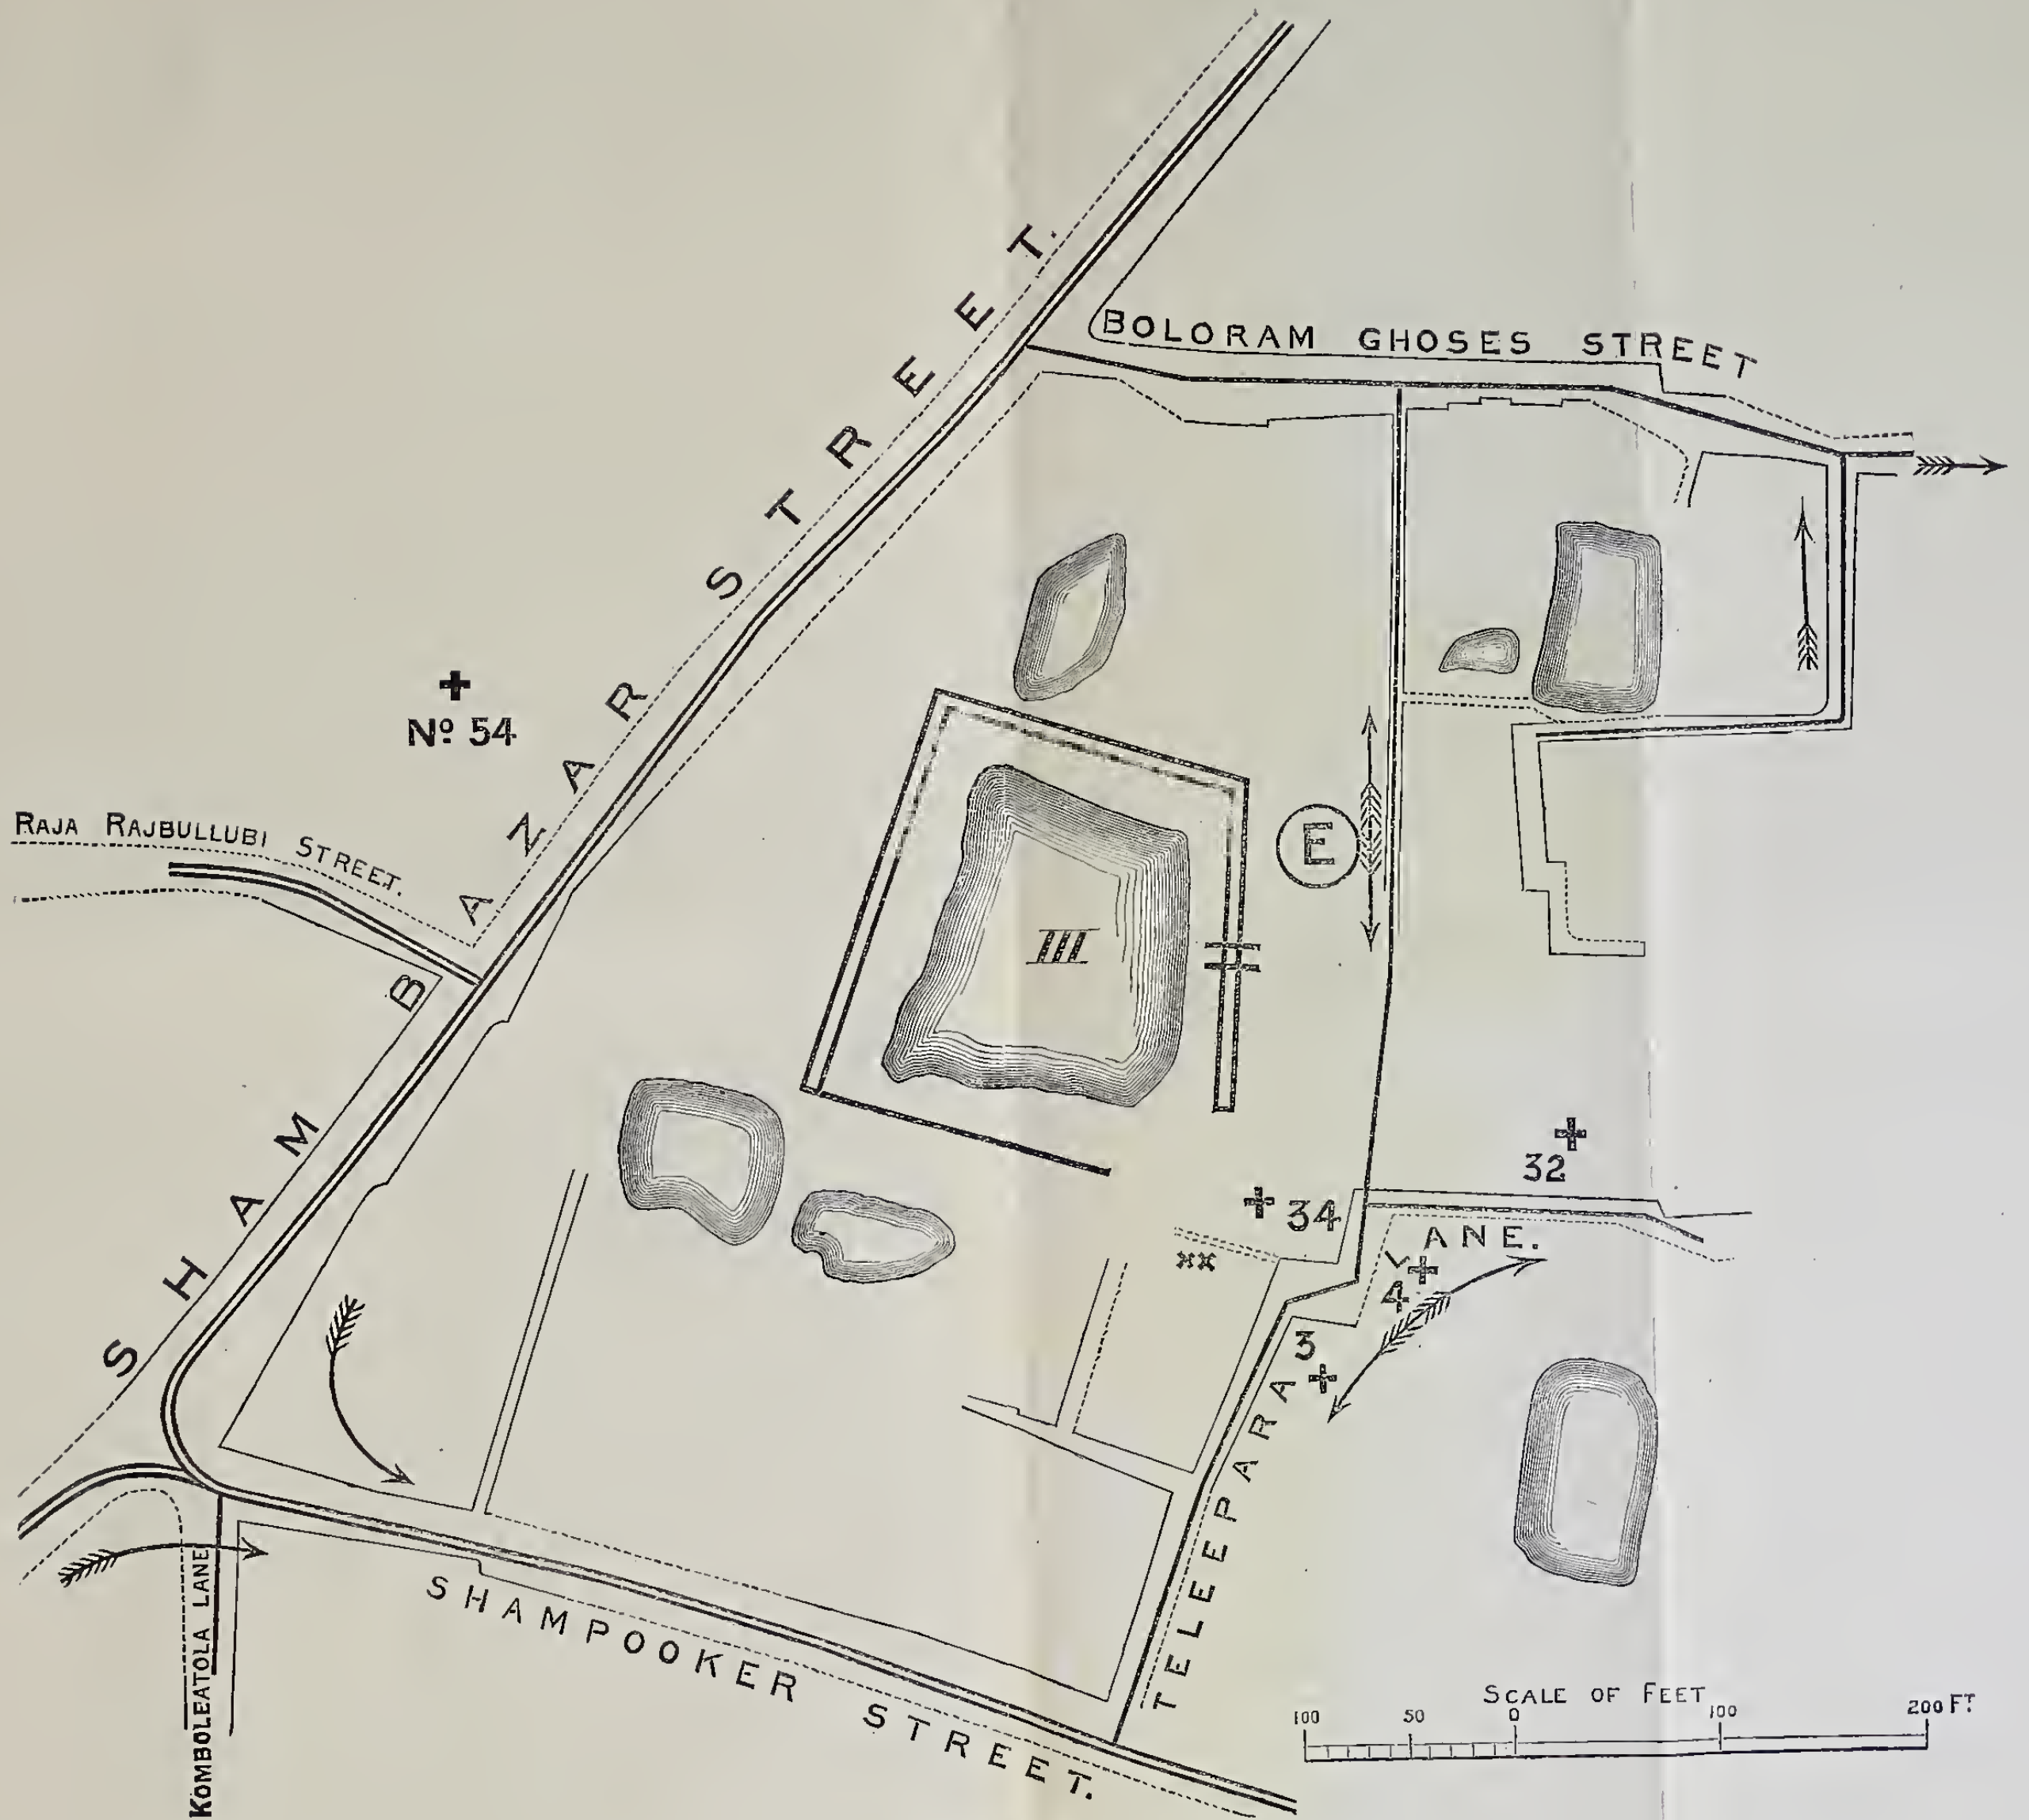 SHAM BAZAR STREET.
BOLORAM GHOSES STREET
+
Nº 54
RAJA RAJBULLUBI STREET.
E
III
+
32
+ 34
××
TELEEPARA LANE.
+
4
3
+
KOMBOLEATOLA LANE
SHAMPOOKER STREET.
SCALE OF FEET
100 50 0 100 200 FT.